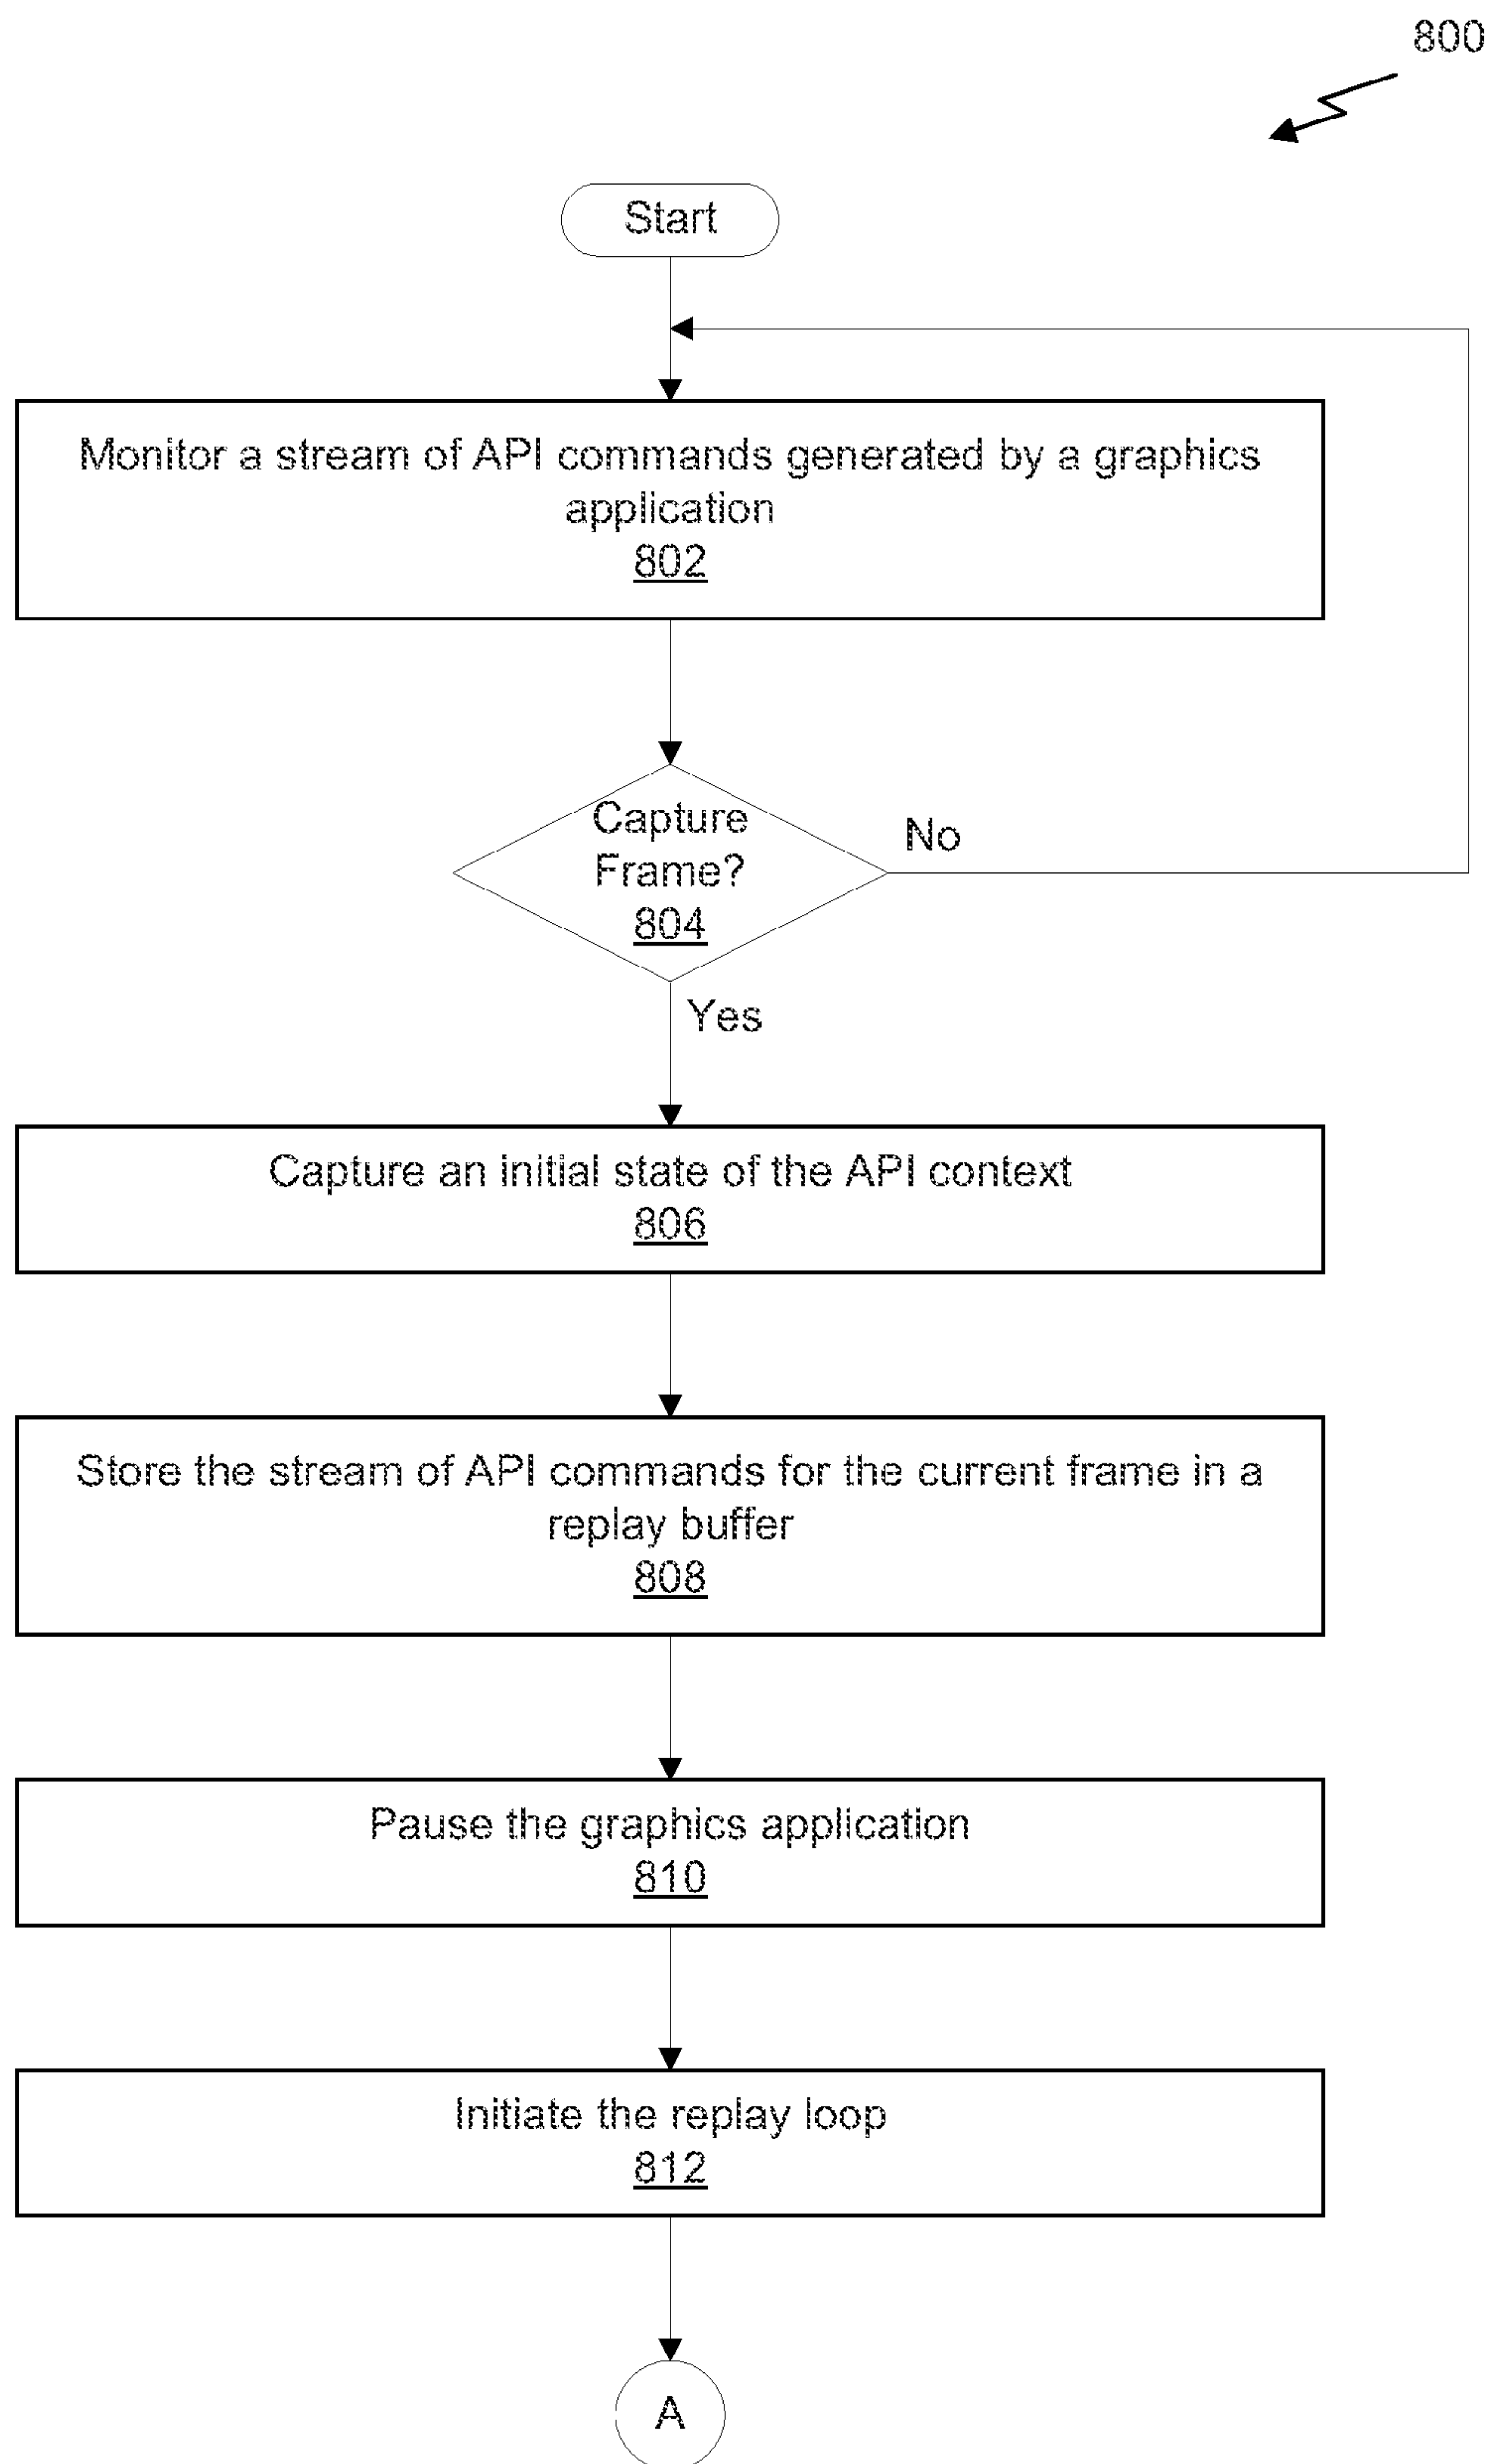 800
Start
Monitor a stream of API commands generated by a graphics
application
802
Capture
Frame?
804
No
Yes
Capture an initial state of the API context
806
Store the stream of API commands for the current frame in a
replay buffer
808
Pause the graphics application
810
Initiate the replay loop
812
A